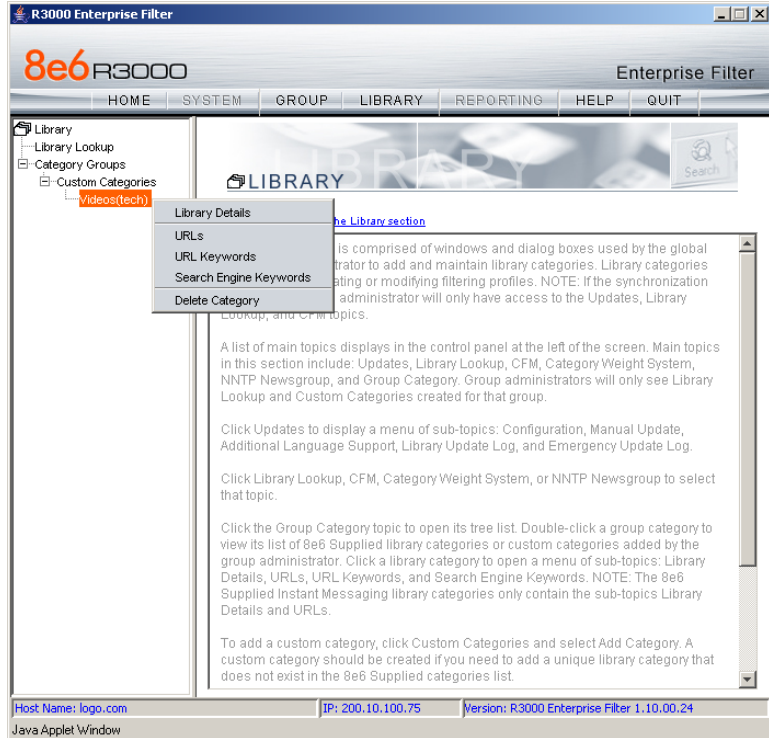 R3000 Enterprise Filter
8e6 R3000
Enterprise Filter
HOME SYSTEM GROUP LIBRARY REPORTING HELP QUIT
Library
Library Lookup
Category Groups
Custom Categories
Videos(tech)
Library Details
URLs
URL Keywords
Search Engine Keywords
Delete Category
LIBRARY
LIBRARY
Search
he Library section
is comprised of windows and dialog boxes used by the global
trator to add and maintain library categories. Library categories
ating or modifying filtering profiles. NOTE: If the synchronization
administrator will only have access to the Updates, Library
Lookup, and CFM topics.
A list of main topics displays in the control panel at the left of the screen. Main topics
in this section include: Updates, Library Lookup, CFM, Category Weight System,
NNTP Newsgroup, and Group Category. Group administrators will only see Library
Lookup and Custom Categories created for that group.
Click Updates to display a menu of sub-topics: Configuration, Manual Update,
Additional Language Support, Library Update Log, and Emergency Update Log.
Click Library Lookup, CFM, Category Weight System, or NNTP Newsgroup to select
that topic.
Click the Group Category topic to open its tree list. Double-click a group category to
view its list of 8e6 Supplied library categories or custom categories added by the
group administrator. Click a library category to open a menu of sub-topics: Library
Details, URLs, URL Keywords, and Search Engine Keywords. NOTE: The 8e6
Supplied Instant Messaging library categories only contain the sub-topics Library
Details and URLs.
To add a custom category, click Custom Categories and select Add Category. A
custom category should be created if you need to add a unique library category that
does not exist in the 8e6 Supplied categories list.
Host Name: logo.com
IP: 200.10.100.75
Version: R3000 Enterprise Filter 1.10.00.24
Java Applet Window